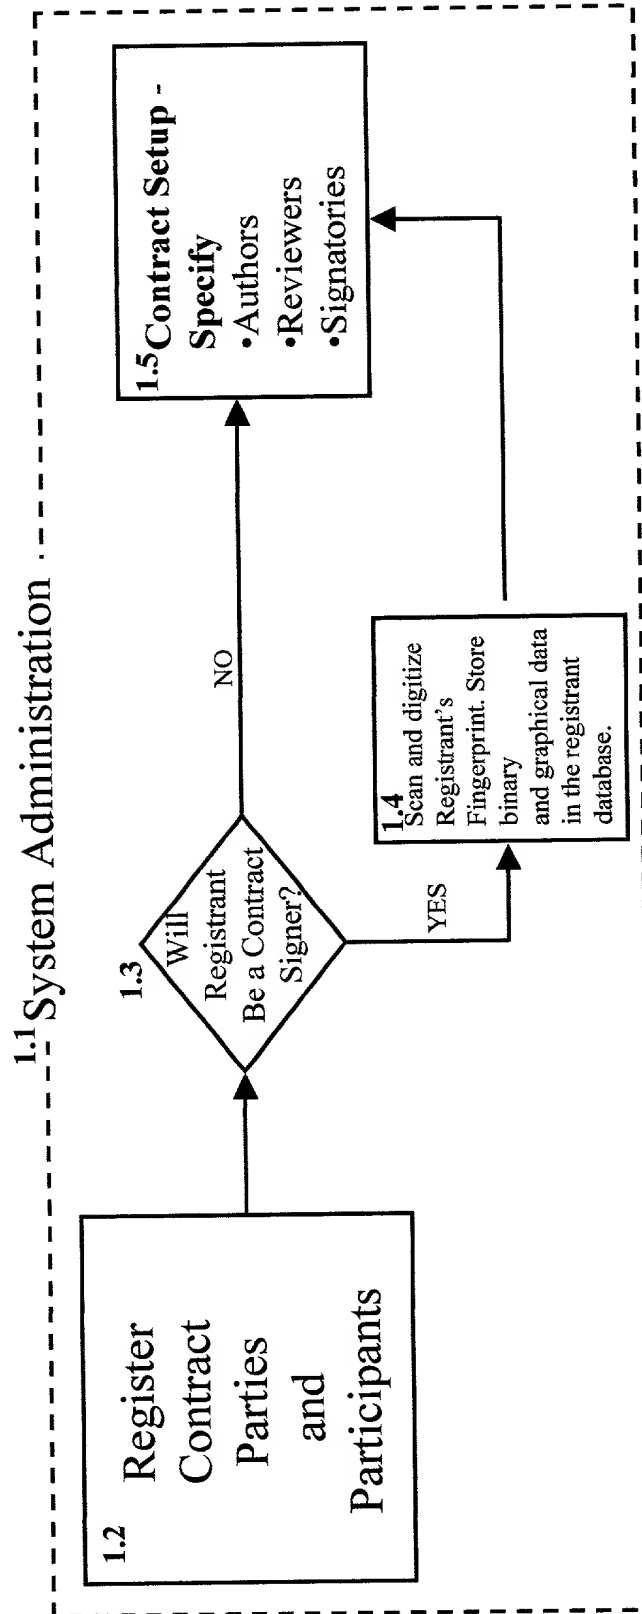 1.1 System Administration
1.2
Register
Contract
Parties
and
Participants
1.3
Will
Registrant
Be a Contract
Signer?
NO
YES
1.4
Scan and digitize
Registrant's
Fingerprint. Store
binary
and graphical data
in the registrant
database.
1.5 Contract Setup -
Specify
•Authors
•Reviewers
•Signatories